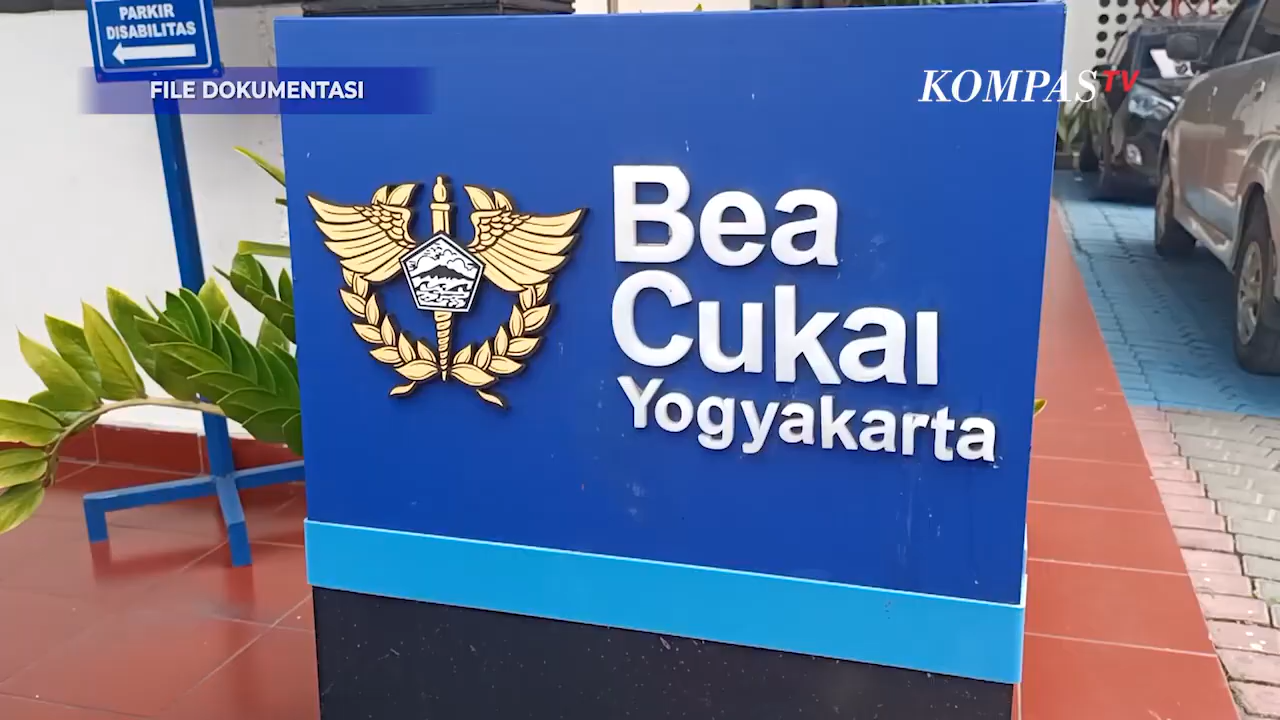 PARKIR
DISABILITAS
FILE DOKUMENTASI
KOMPASTV
Bea
Cukai
Yogyakarta